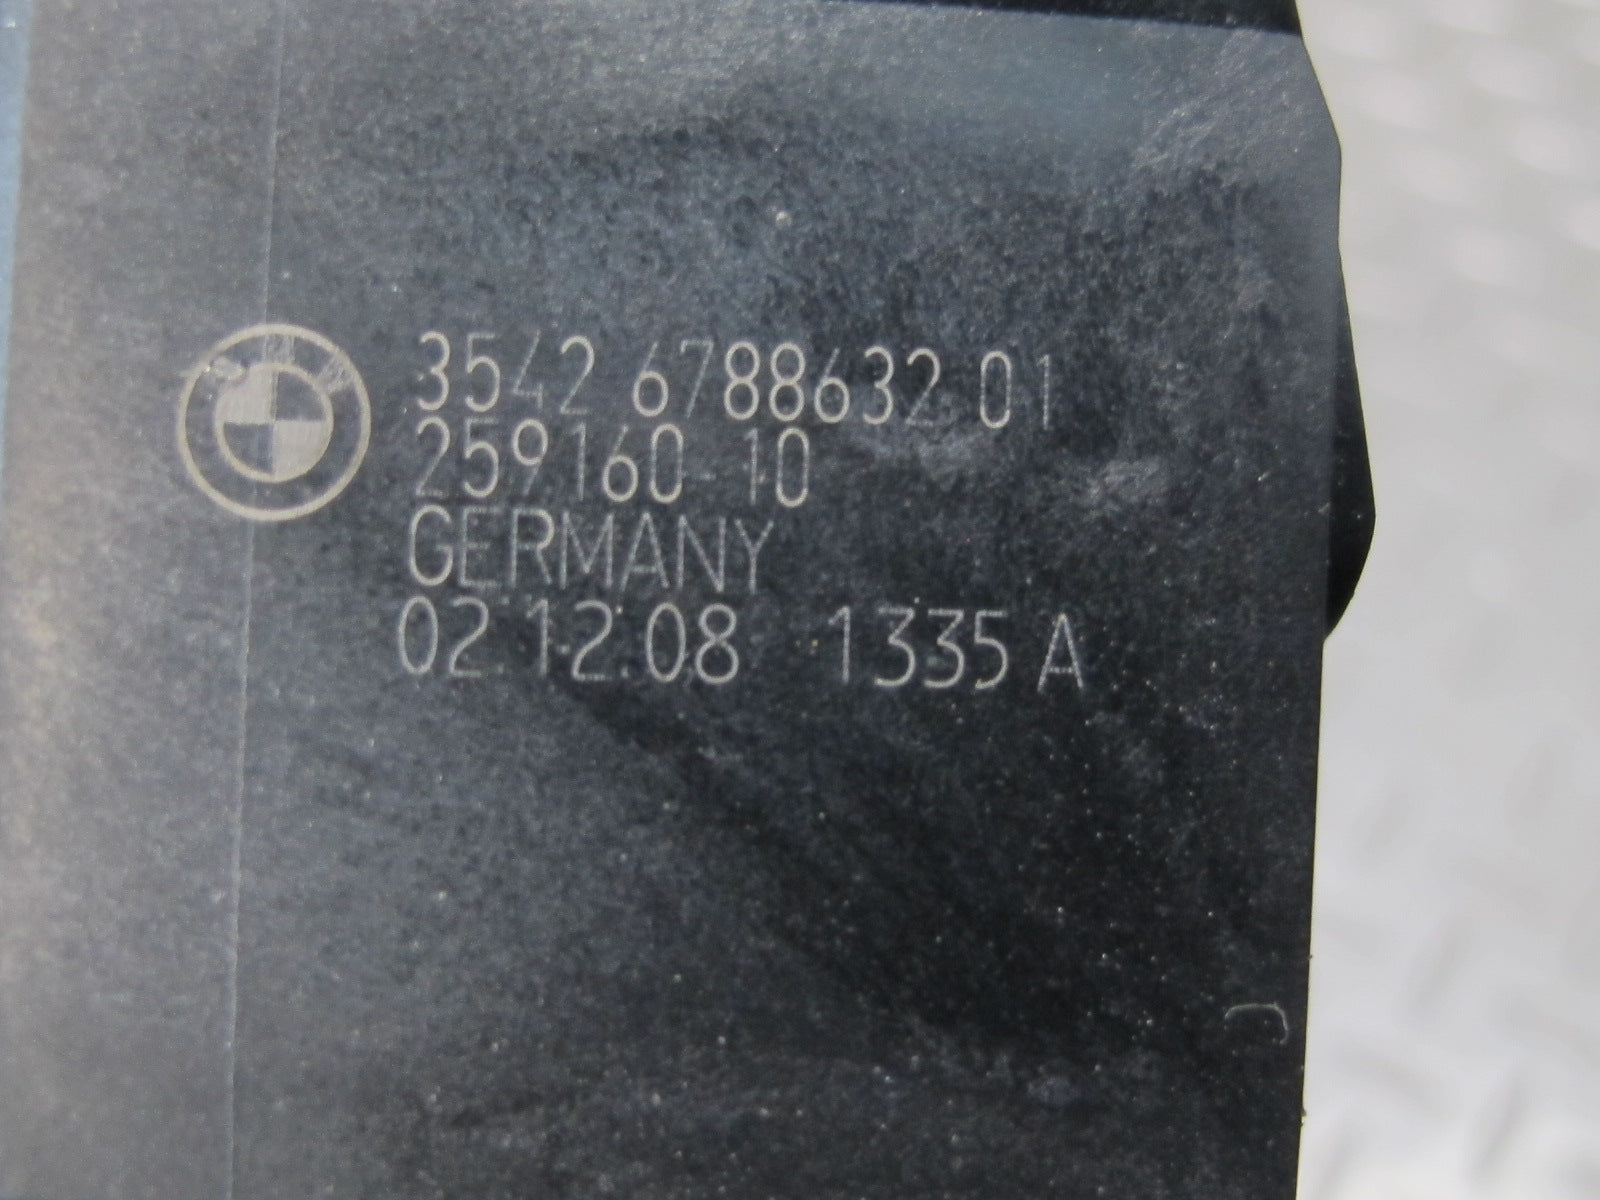 3542 6788632 01
259160-10
GERMANY
02.12.08 1335 A